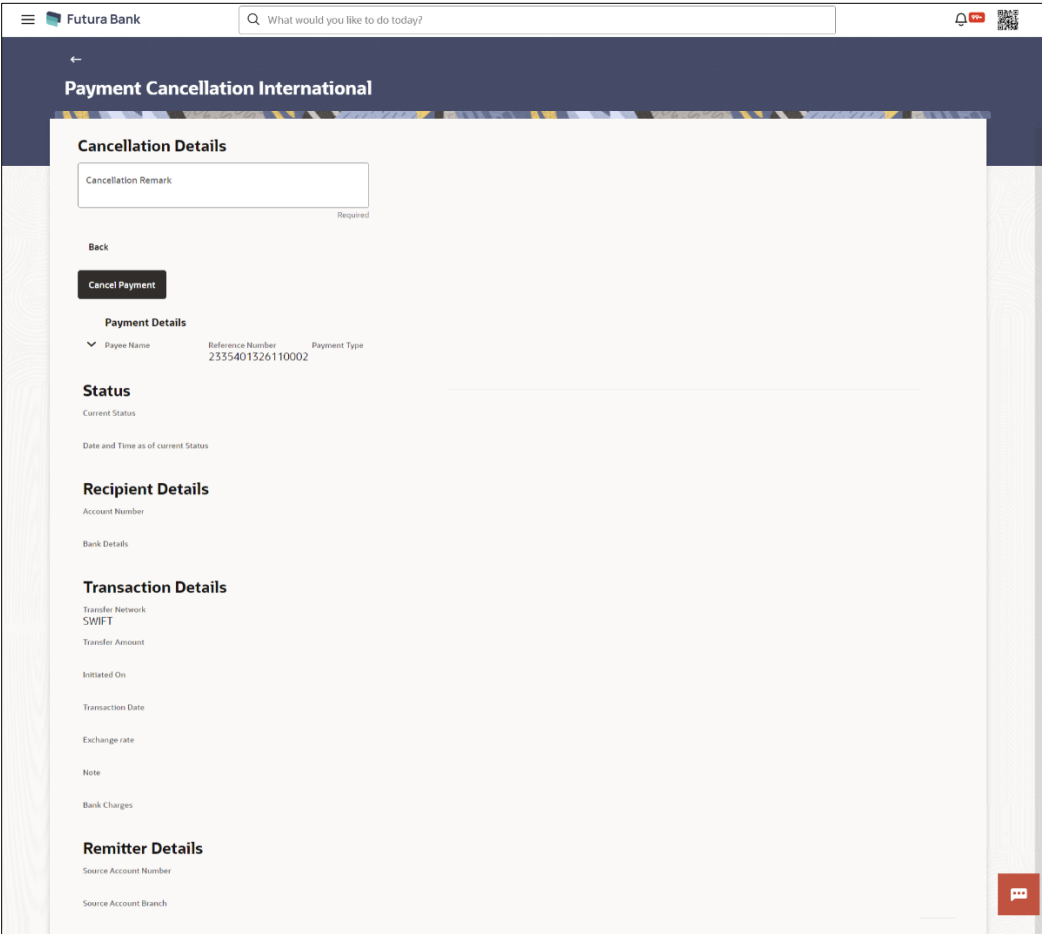 Futura Bank
What would you like to do today?
99+
Payment Cancellation International
Cancellation Details
Cancellation Remark
Required
Back
Cancel Payment
Payment Details
Payee Name Reference Number Payment Type
2335401326110002
Status
Current Status
Date and Time as of current Status
Recipient Details
Account Number
Bank Details
Transaction Details
Transfer Network
SWIFT
Transfer Amount
Initiated On
Transaction Date
Exchange rate
Note
Bank Charges
Remitter Details
Source Account Number
Source Account Branch